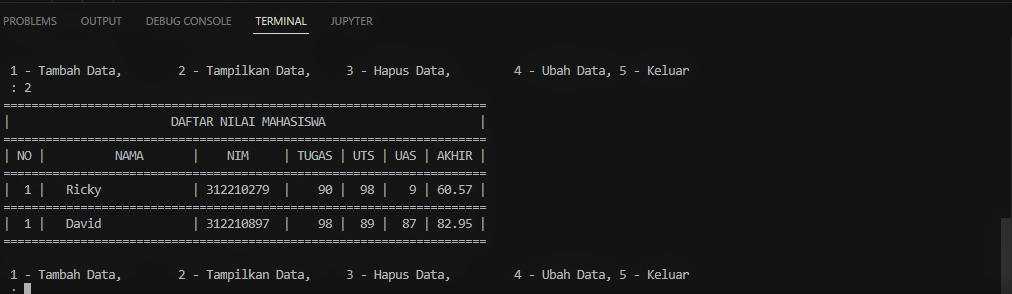 PROBLEMS OUTPUT DEBUG CONSOLE TERMINAL JUPYTER
1 - Tambah Data, 2 - Tampilkan Data, 3 - Hapus Data, 4 - Ubah Data, 5 - Keluar
: 2
=====================================================================
| DAFTAR NILAI MAHASISWA |
=====================================================================
| NO | NAMA | NIM | TUGAS | UTS | UAS | AKHIR |
=====================================================================
| 1 | Ricky | 312210279 | 90 | 98 | 9 | 60.57 |
=====================================================================
| 1 | David | 312210897 | 98 | 89 | 87 | 82.95 |
=====================================================================
1 - Tambah Data, 2 - Tampilkan Data, 3 - Hapus Data, 4 - Ubah Data, 5 - Keluar
: